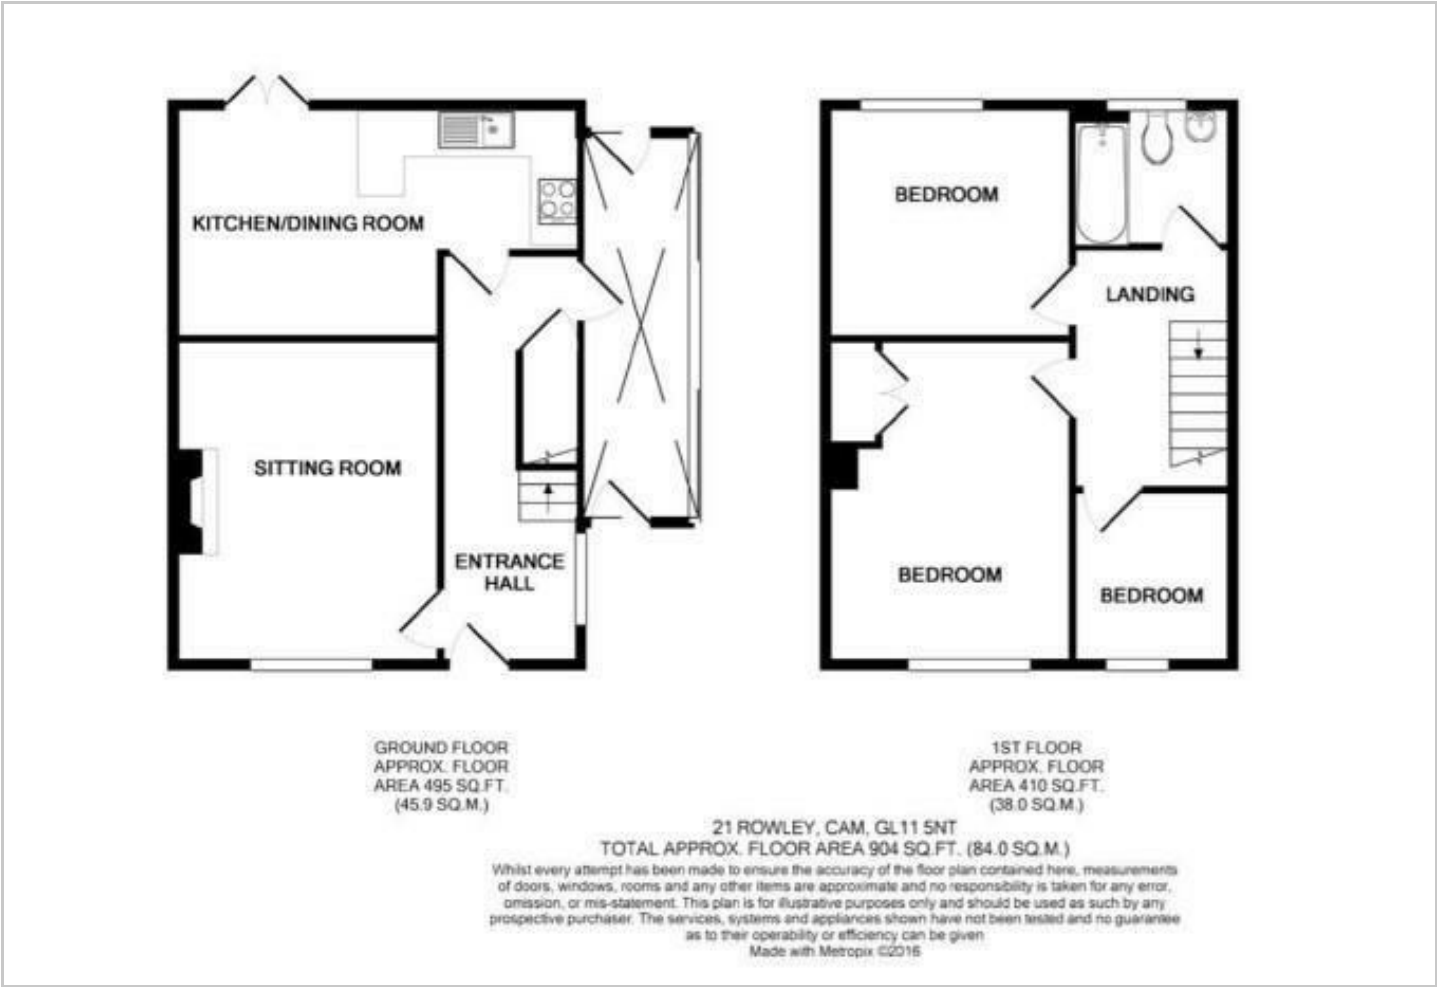 KITCHEN/DINING ROOM
SITTING ROOM
ENTRANCE
HALL
BEDROOM
LANDING
BEDROOM
BEDROOM
GROUND FLOOR
APPROX. FLOOR
AREA 495 SQ.FT.
(45.9 SQ.M.)
1ST FLOOR
APPROX. FLOOR
AREA 410 SQ.FT.
(38.0 SQ.M.)
21 ROWLEY, CAM, GL11 5NT
TOTAL APPROX. FLOOR AREA 904 SQ.FT. (84.0 SQ.M.)
Whilst every attempt has been made to ensure the accuracy of the floor plan contained here, measurements
of doors, windows, rooms and any other items are approximate and no responsibility is taken for any error,
omission, or mis-statement. This plan is for illustrative purposes only and should be used as such by any
prospective purchaser. The services, systems and appliances shown have not been tested and no guarantee
as to their operability or efficiency can be given
Made with Metropix ©2016